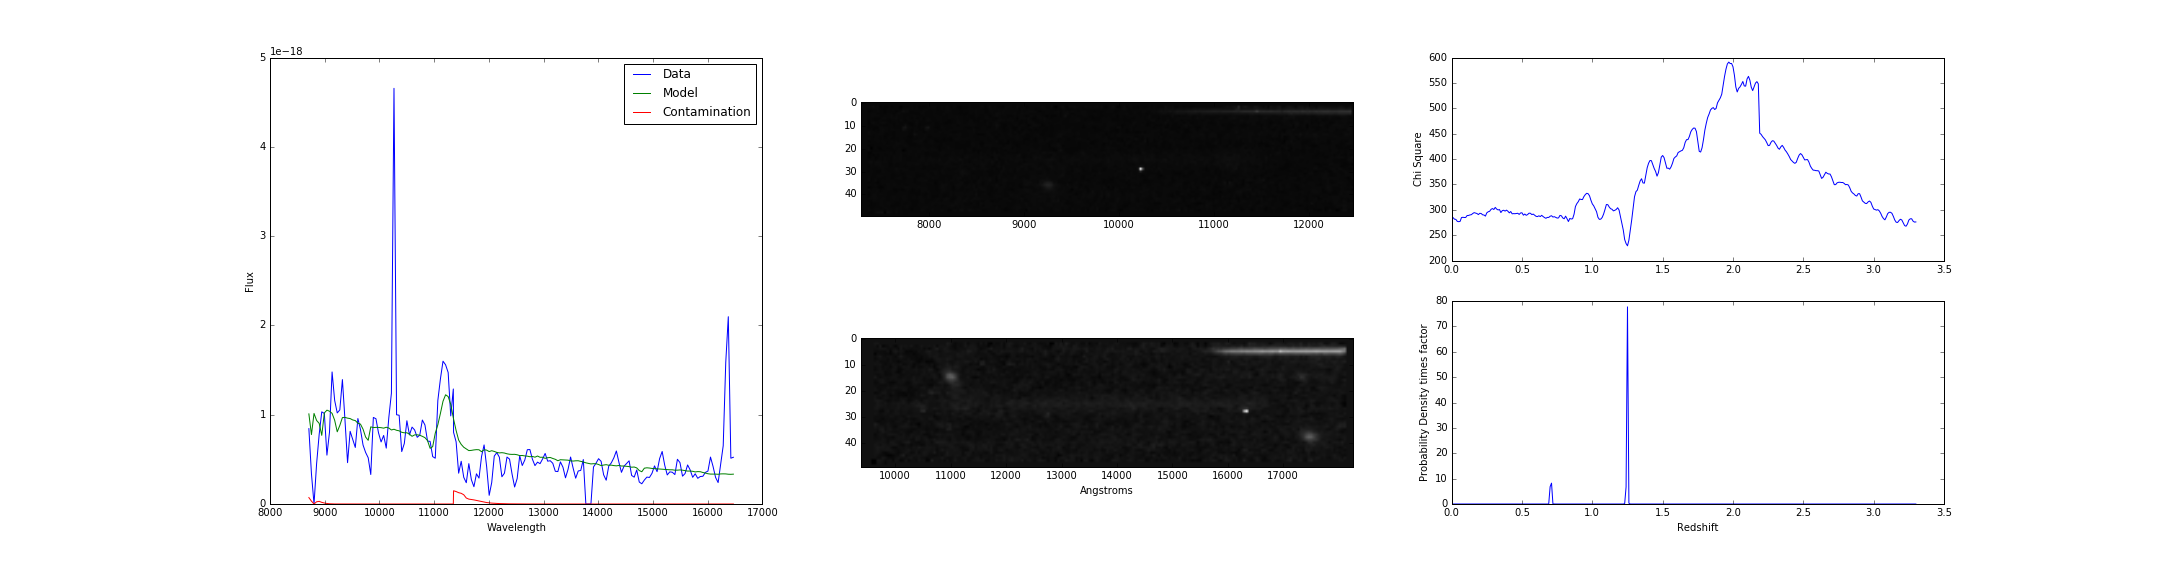 1e−18
5
4
3
2
1
0
Flux
8000 9000 10000 11000 12000 13000 14000 15000 16000 17000
Wavelength
Data
Model
Contamination
0
10
20
30
40
8000 9000 10000 11000 12000
0
10
20
30
40
10000 11000 12000 13000 14000 15000 16000 17000
Angstroms
600
550
500
450
400
350
300
250
200
Chi Square
0.0 0.5 1.0 1.5 2.0 2.5 3.0 3.5
80
70
60
50
40
30
20
10
0
Probability Density times factor
0.0 0.5 1.0 1.5 2.0 2.5 3.0 3.5
Redshift